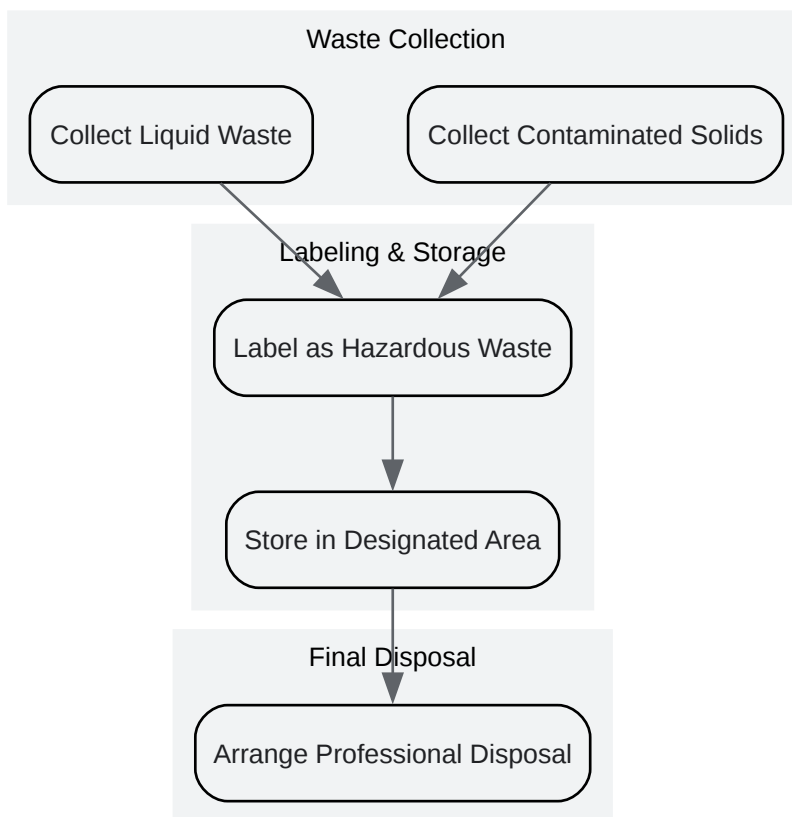 Waste Collection
Collect Liquid Waste
Collect Contaminated Solids
Labeling & Storage
Label as Hazardous Waste
Store in Designated Area
Final Disposal
Arrange Professional Disposal